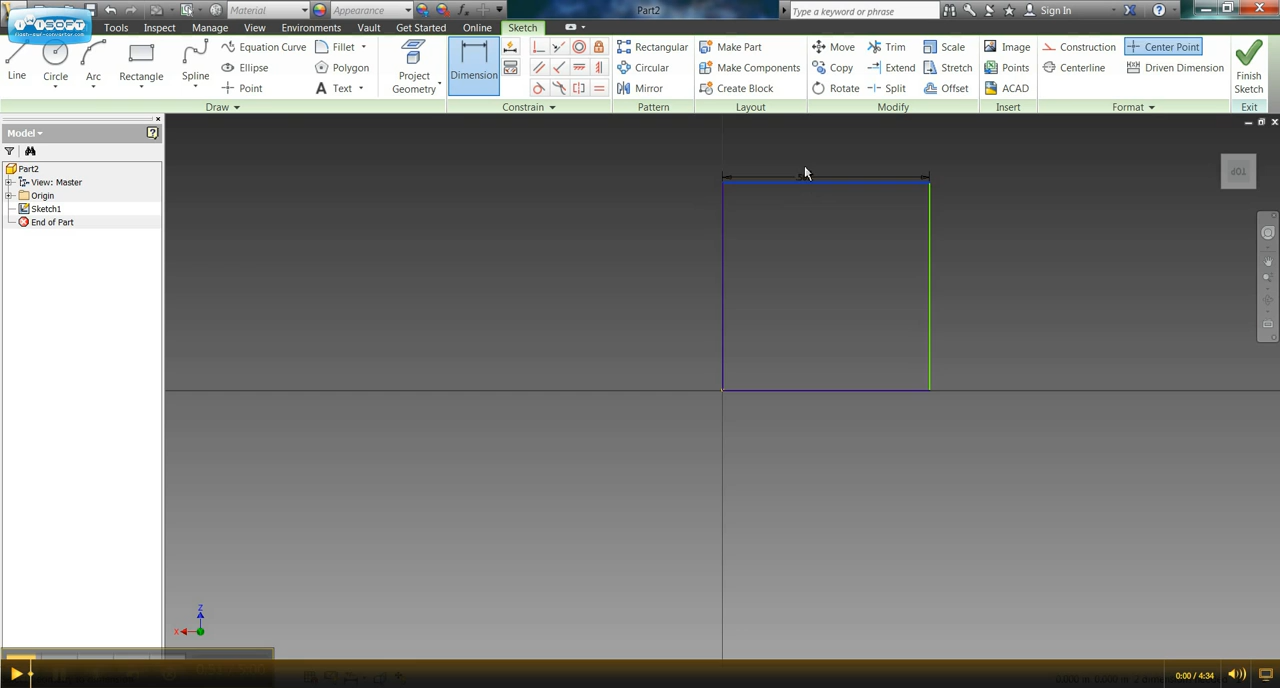 Material
Appearance
Part2
Type a keyword or phrase
Sign In
iWISOFT
Tools Inspect Manage View Environments Vault Get Started Online Sketch
Line
Circle
Arc
Rectangle
Spline
Equation Curve
Ellipse
Point
Fillet
Polygon
Text
Project Geometry
Dimension
Rectangular
Circular
Mirror
Make Part
Make Components
Create Block
Move
Copy
Rotate
Trim
Extend
Split
Scale
Stretch
Offset
Image
Points
ACAD
Construction
Centerline
Center Point
Driven Dimension
Finish Sketch
Draw Constrain Pattern Layout Modify Insert Format Exit
Model
Part2
View: Master
Origin
Sketch1
End of Part
TOP
Z
X
0:00 / 4:34